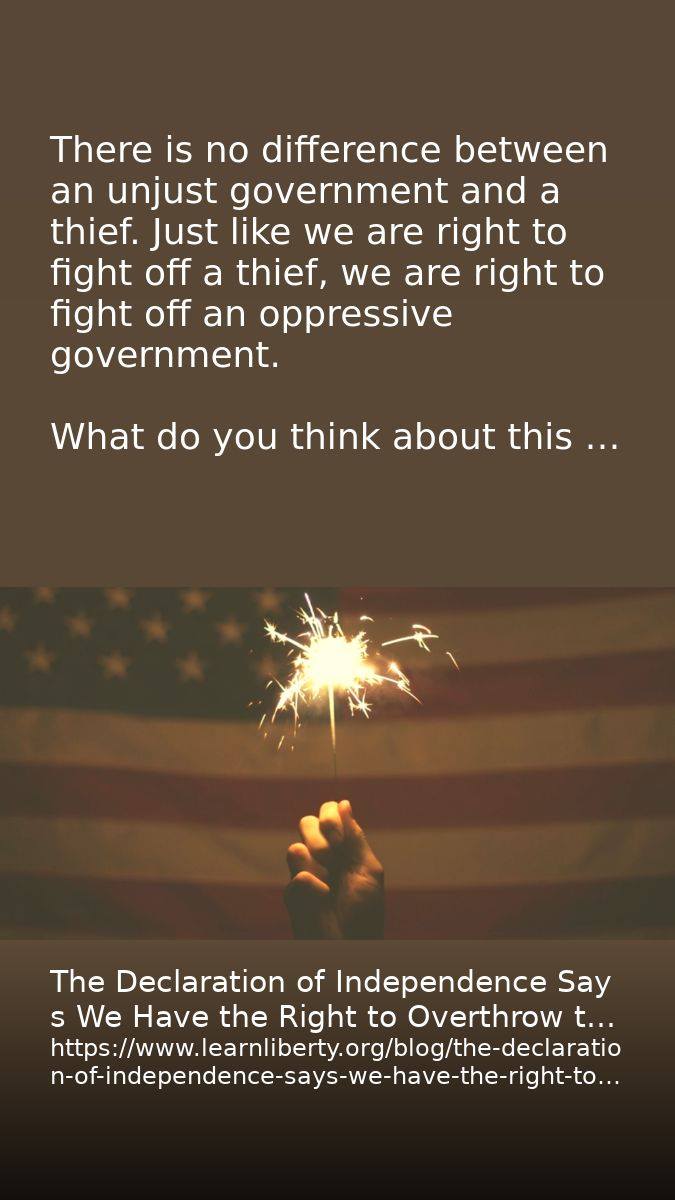 There is no difference between
an unjust government and a
thief. Just like we are right to
fight off a thief, we are right to
fight off an oppressive
government.
What do you think about this …
The Declaration of Independence Say
s We Have the Right to Overthrow t…
https://www.learnliberty.org/blog/the-declaratio
n-of-independence-says-we-have-the-right-to…